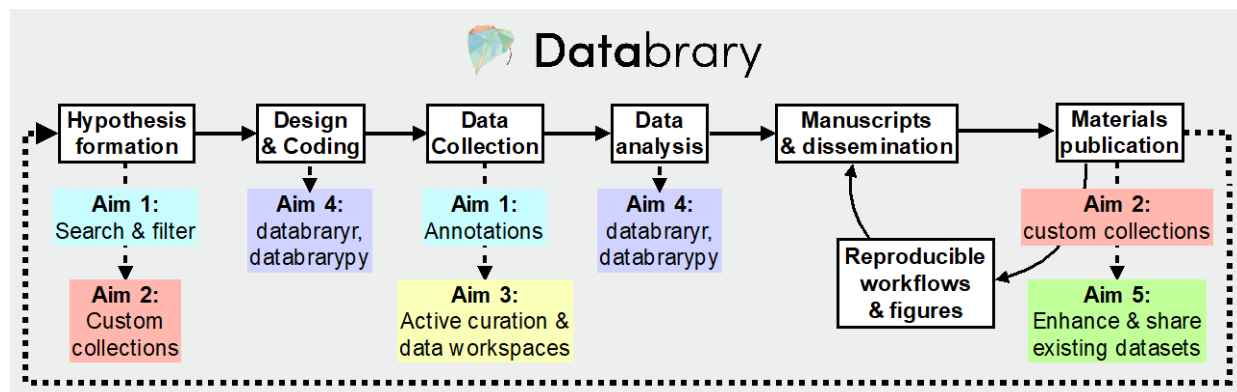 Databrary
Hypothesis
formation
Design
& Coding
Data
Collection
Data
analysis
Manuscripts
& dissemination
Materials
publication
Aim 1:
Search & filter
Aim 4:
databraryr,
databrarypy
Aim 1:
Annotations
Aim 4:
databraryr,
databrarypy
Aim 2:
custom collections
Reproducible
workflows
& figures
Aim 2:
Custom
collections
Aim 3:
Active curation &
data workspaces
Aim 5:
Enhance & share
existing datasets